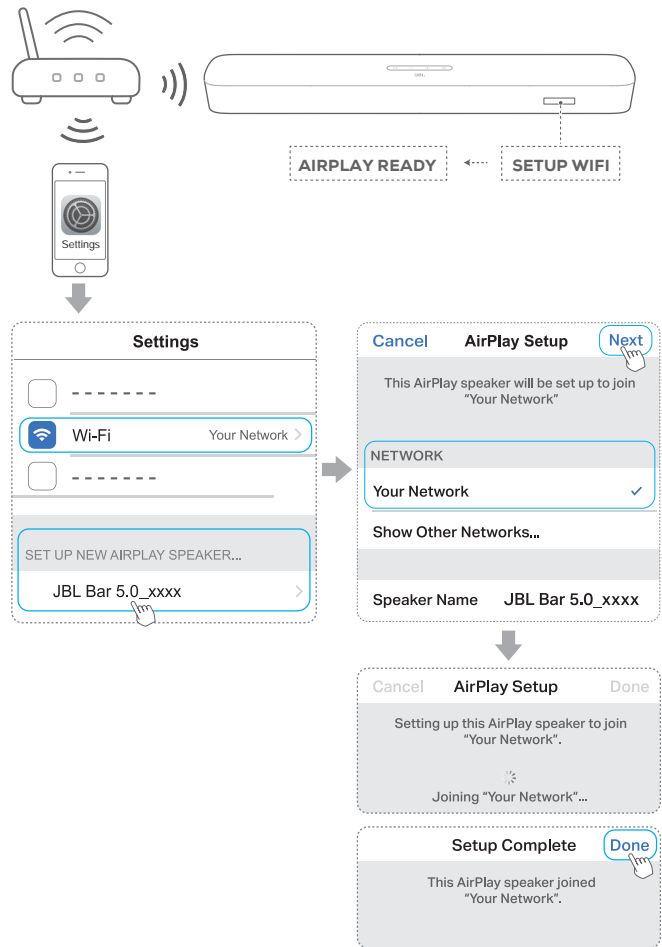 JBL
AIRPLAY READY
SETUP WIFI
Settings
Settings
Wi-Fi Your Network
SET UP NEW AIRPLAY SPEAKER...
JBL Bar 5.0_xxxx
Cancel AirPlay Setup Next
This AirPlay speaker will be set up to join
“Your Network”
NETWORK
Your Network
Show Other Networks...
Speaker Name JBL Bar 5.0_xxxx
Cancel AirPlay Setup Done
Setting up this AirPlay speaker to join
“Your Network”.
Joining “Your Network“...
Setup Complete Done
This AirPlay speaker joined
“Your Network”.